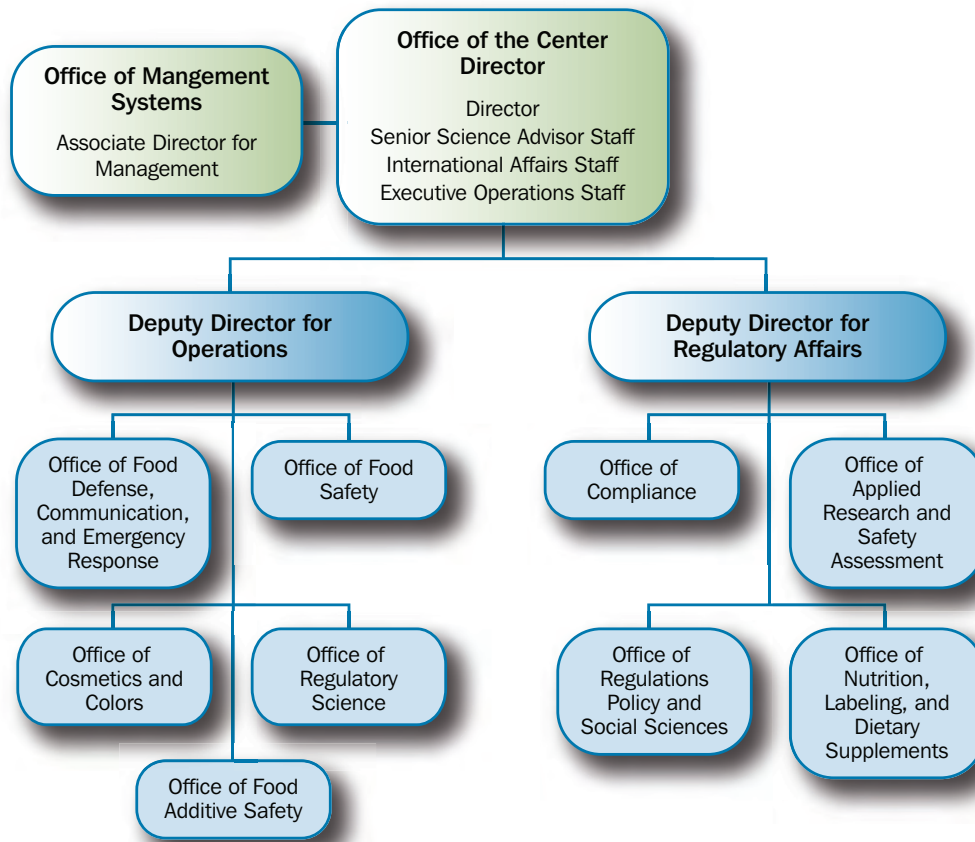 Office of Mangement
Systems
Associate Director for
Management
Office of the Center
Director
Director
Senior Science Advisor Staff
International Affairs Staff
Executive Operations Staff
Deputy Director for
Operations
Deputy Director for
Regulatory Affairs
Office of Food
Defense,
Communication,
and Emergency
Response
Office of Food
Safety
Office of
Compliance
Office of
Applied
Research and
Safety
Assessment
Office of
Cosmetics and
Colors
Office of
Regulatory
Science
Office of
Regulations
Policy and
Social Sciences
Office of
Nutrition,
Labeling, and
Dietary
Supplements
Office of Food
Additive Safety